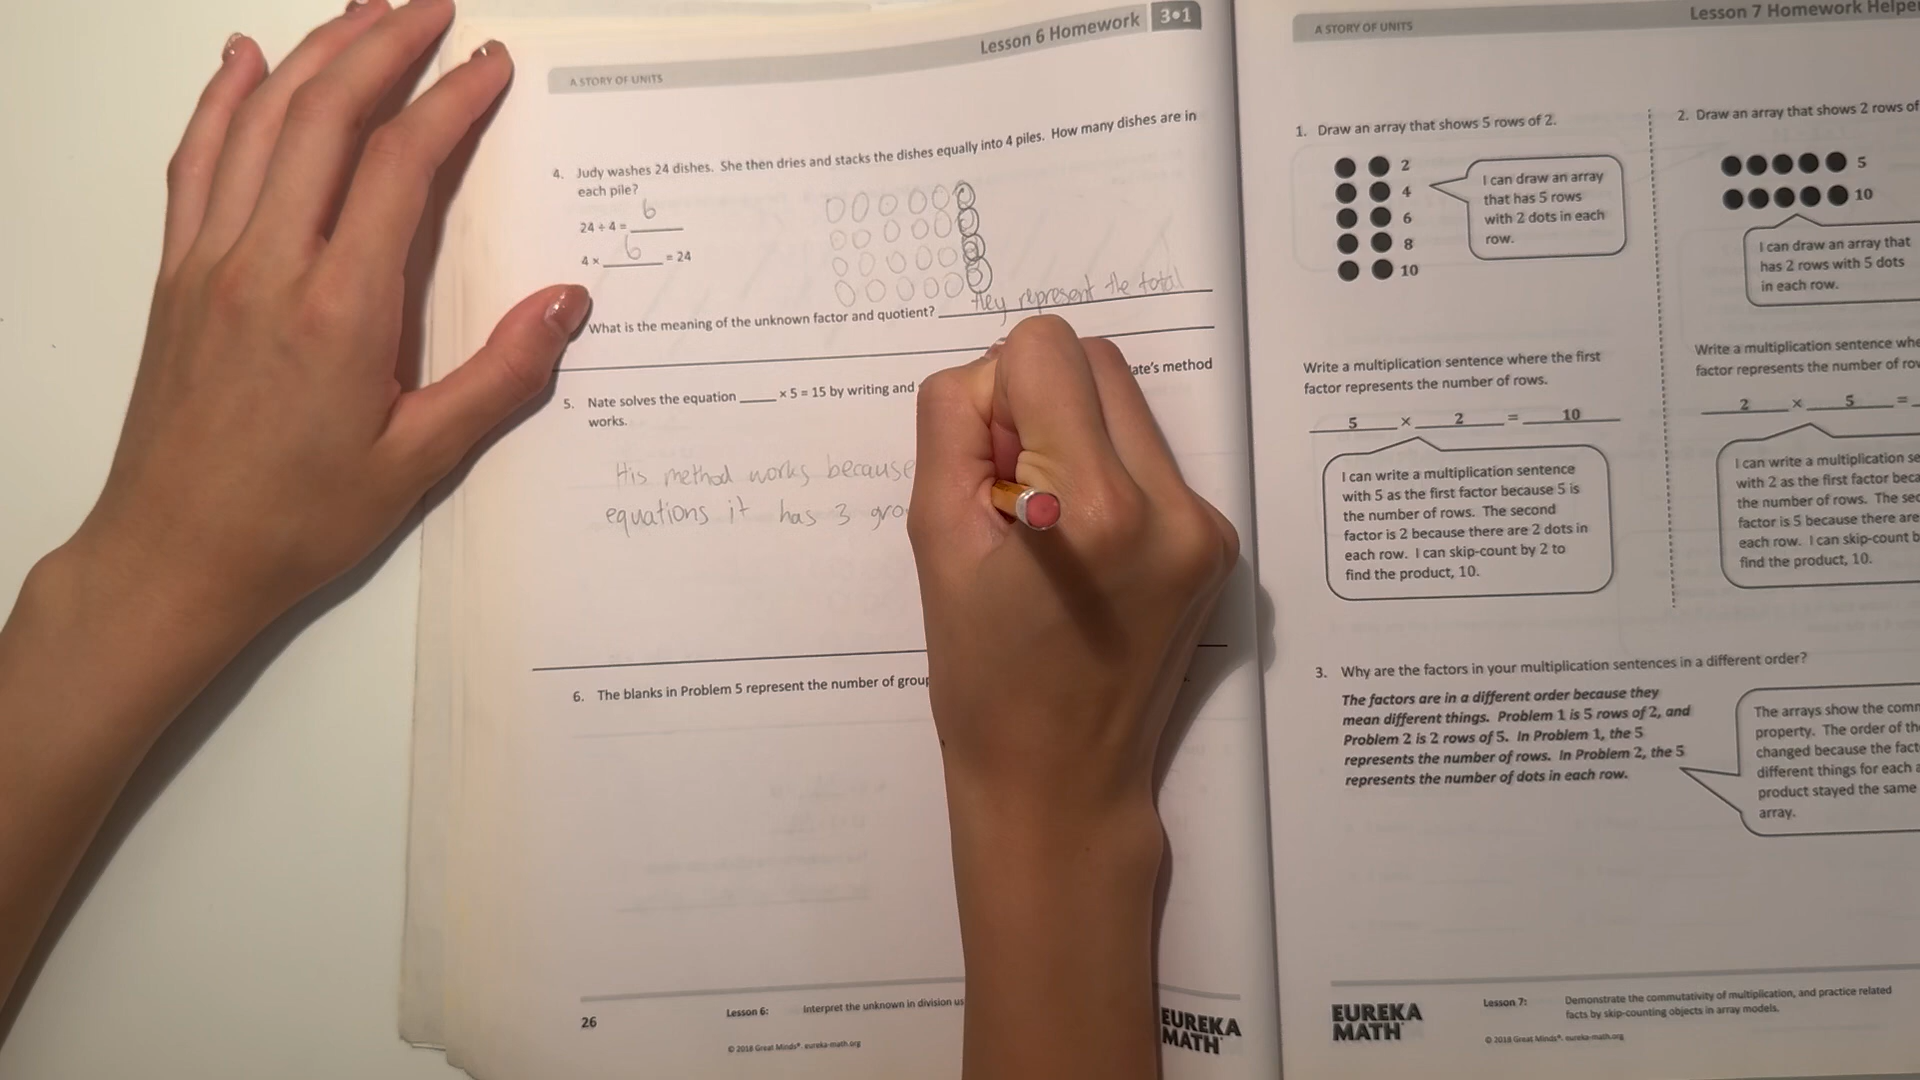 Lesson 6 Homework 3•1
A STORY OF UNITS
4. Judy washes 24 dishes. She then dries and stacks the dishes equally into 4 piles. How many dishes are in
each pile?
24 ÷ 4 = 6
4 × 6 = 24
What is the meaning of the unknown factor and quotient? they represent the total
5. Nate solves the equation _____ × 5 = 15 by writing and
ate's method
works.
His method works because
equations it has 3 gro
6. The blanks in Problem 5 represent the number of group
26
Lesson 6: Interpret the unknown in division us
© 2018 Great Minds®. eureka-math.org
EUREKA
MATH
A STORY OF UNITS
Lesson 7 Homework Helpe
1. Draw an array that shows 5 rows of 2.
2
4
6
8
10
I can draw an array
that has 5 rows
with 2 dots in each
row.
Write a multiplication sentence where the first
factor represents the number of rows.
5 × 2 = 10
I can write a multiplication sentence
with 5 as the first factor because 5 is
the number of rows. The second
factor is 2 because there are 2 dots in
each row. I can skip-count by 2 to
find the product, 10.
2. Draw an array that shows 2 rows of
5
10
I can draw an array that
has 2 rows with 5 dots
in each row.
Write a multiplication sentence whe
factor represents the number of ro
2 × 5 =
I can write a multiplication se
with 2 as the first factor beca
the number of rows. The sec
factor is 5 because there are
each row. I can skip-count b
find the product, 10.
3. Why are the factors in your multiplication sentences in a different order?
The factors are in a different order because they
mean different things. Problem 1 is 5 rows of 2, and
Problem 2 is 2 rows of 5. In Problem 1, the 5
represents the number of rows. In Problem 2, the 5
represents the number of dots in each row.
The arrays show the comm
property. The order of th
changed because the fact
different things for each a
product stayed the same
array.
EUREKA
MATH
Lesson 7: Demonstrate the commutativity of multiplication, and practice related
facts by skip-counting objects in array models.
© 2018 Great Minds®. eureka-math.org